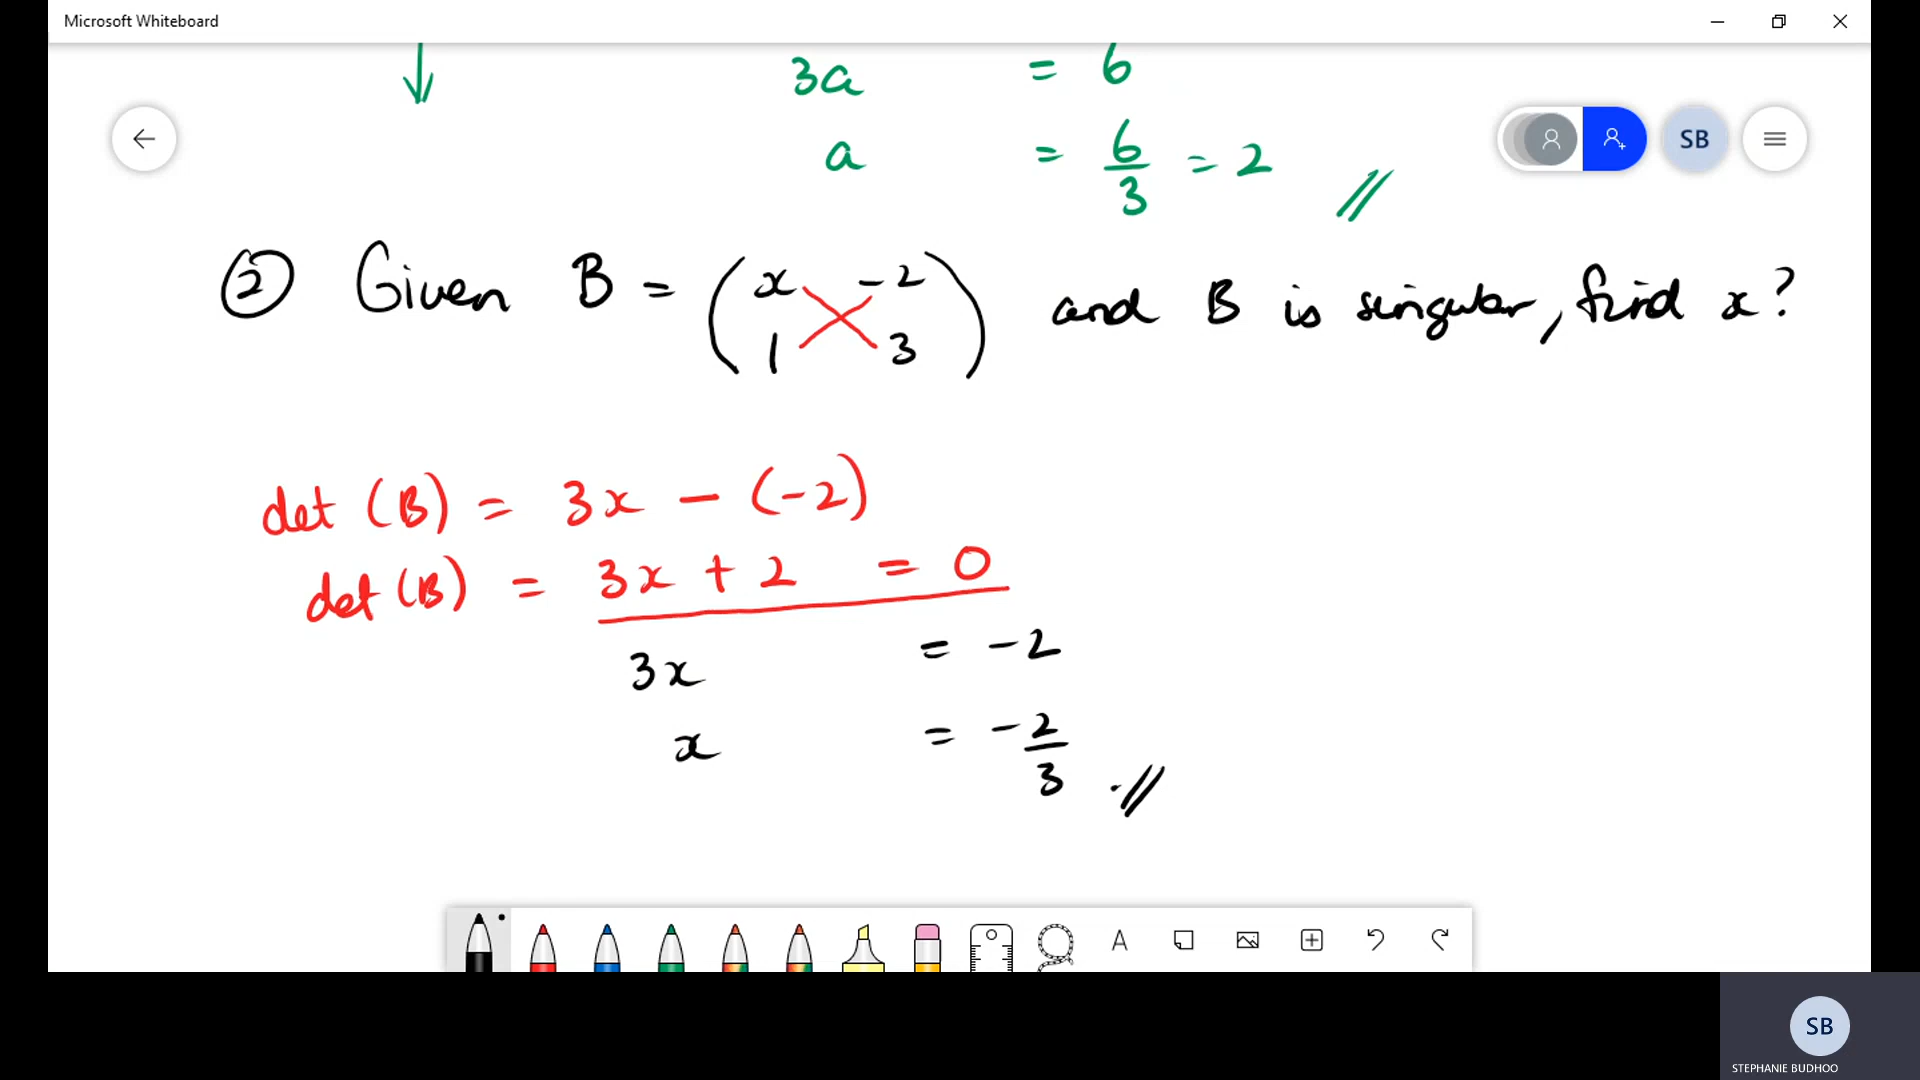 Microsoft Whiteboard
3a = 6
a = 6/3 = 2 //
SB
② Given B = (x -2
1 3) and B is singular, find x?
det (B) = 3x - (-2)
det (B) = 3x + 2 = 0
3x = -2
x = -2/3 . //
A
SB
STEPHANIE BUDHOO